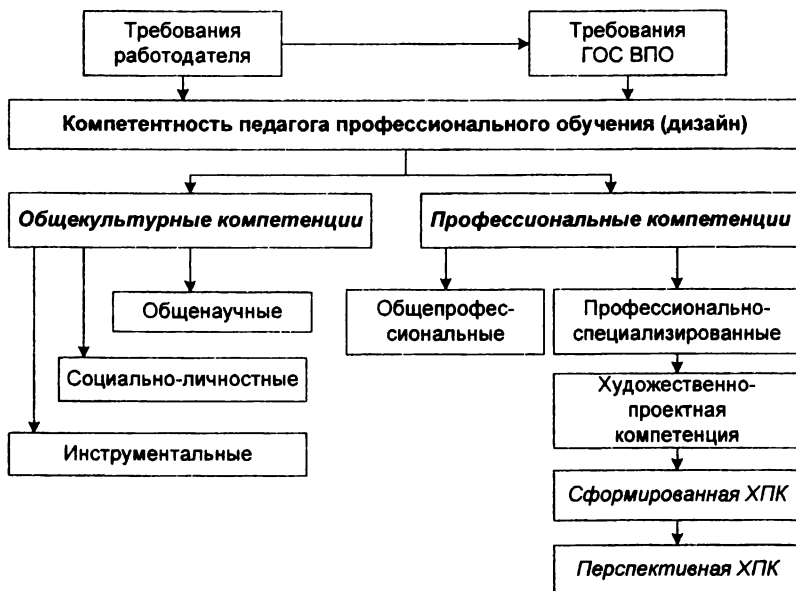 Требования
работодателя
Требования
ГОС ВПО
Компетентность педагога профессионального обучения (дизайн)
Общекультурные компетенции
Профессиональные компетенции
Общенаучные
Социально-личностные
Инструментальные
Общепрофес-
сиональные
Профессионально-
специализированные
Художественно-
проектная
компетенция
Сформированная ХПК
Перспективная ХПК